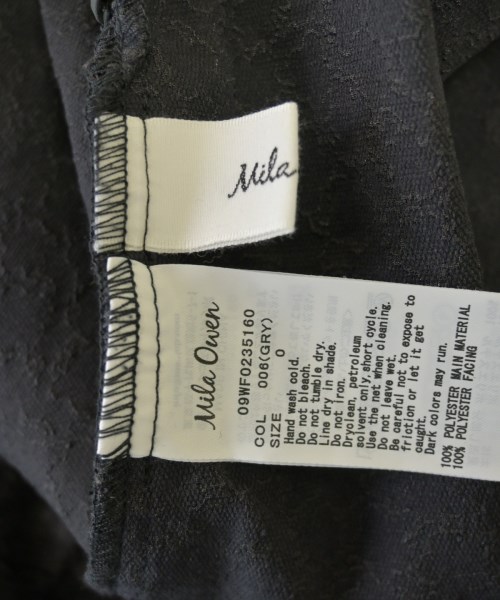 Mila
Mila Owen
09WF0235160
COL 006(GRY)
SIZE 0
Hand wash cold.
Do not bleach.
Do not tumble dry.
Line dry in shade.
Do not iron.
Dryclean, petroleum
solvent only, short cycle.
Use the net when cleaning.
Do not leave wet.
Be careful not to expose to
friction or let it get
caught.
Dark colors may run.
100% POLYESTER MAIN MATERIAL
100% POLYESTER FACING